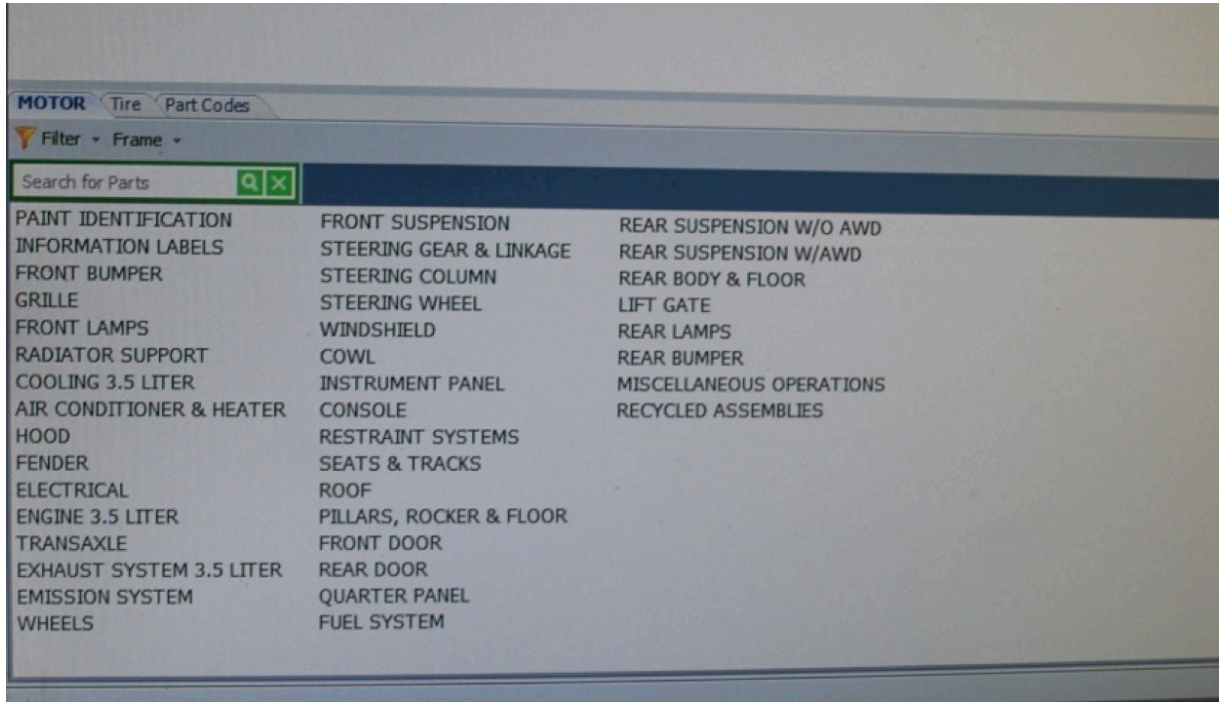 MOTOR Tire Part Codes
Filter Frame
Search for Parts
PAINT IDENTIFICATION
INFORMATION LABELS
FRONT BUMPER
GRILLE
FRONT LAMPS
RADIATOR SUPPORT
COOLING 3.5 LITER
AIR CONDITIONER & HEATER
HOOD
FENDER
ELECTRICAL
ENGINE 3.5 LITER
TRANSAXLE
EXHAUST SYSTEM 3.5 LITER
EMISSION SYSTEM
WHEELS
FRONT SUSPENSION
STEERING GEAR & LINKAGE
STEERING COLUMN
STEERING WHEEL
WINDSHIELD
COWL
INSTRUMENT PANEL
CONSOLE
RESTRAINT SYSTEMS
SEATS & TRACKS
ROOF
PILLARS, ROCKER & FLOOR
FRONT DOOR
REAR DOOR
QUARTER PANEL
FUEL SYSTEM
REAR SUSPENSION W/O AWD
REAR SUSPENSION W/AWD
REAR BODY & FLOOR
LIFT GATE
REAR LAMPS
REAR BUMPER
MISCELLANEOUS OPERATIONS
RECYCLED ASSEMBLIES